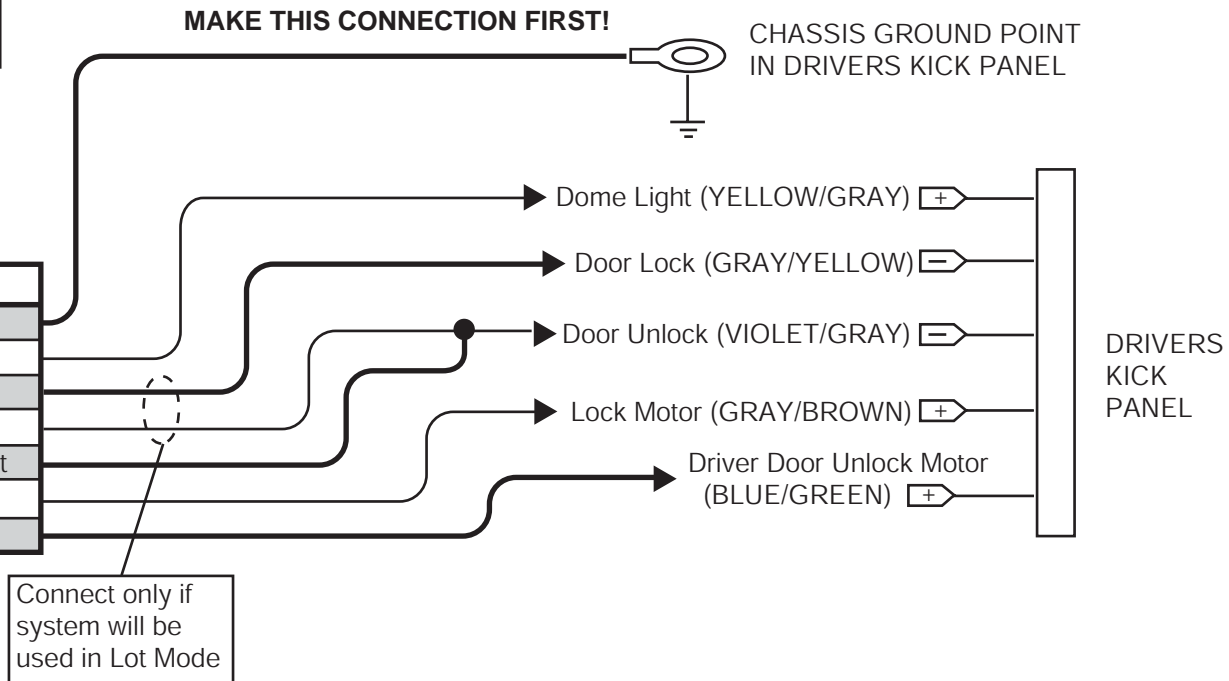 MAKE THIS CONNECTION FIRST!
CHASSIS GROUND POINT
IN DRIVERS KICK PANEL
Dome Light (YELLOW/GRAY) +
Door Lock (GRAY/YELLOW) −
Door Unlock (VIOLET/GRAY) −
Lock Motor (GRAY/BROWN) +
Driver Door Unlock Motor
(BLUE/GREEN) +
DRIVERS
KICK
PANEL
t
Connect only if
system will be
used in Lot Mode